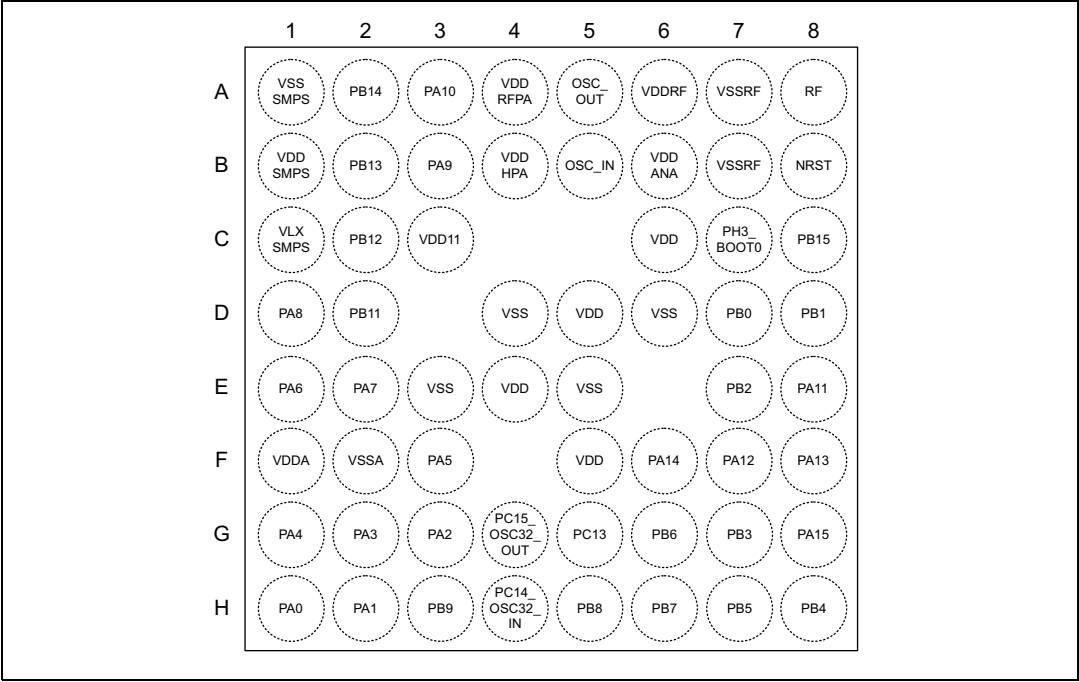 1 2 3 4 5 6 7 8
A
VSS
SMPS
PB14
PA10
VDD
RFPA
OSC_
OUT
VDDRF
VSSRF
RF
B
VDD
SMPS
PB13
PA9
VDD
HPA
OSC_IN
VDD
ANA
VSSRF
NRST
C
VLX
SMPS
PB12
VDD11
VDD
PH3_
BOOT0
PB15
D
PA8
PB11
VSS
VDD
VSS
PB0
PB1
E
PA6
PA7
VSS
VDD
VSS
PB2
PA11
F
VDDA
VSSA
PA5
VDD
PA14
PA12
PA13
G
PA4
PA3
PA2
PC15_
OSC32_
OUT
PC13
PB6
PB3
PA15
H
PA0
PA1
PB9
PC14_
OSC32_
IN
PB8
PB7
PB5
PB4